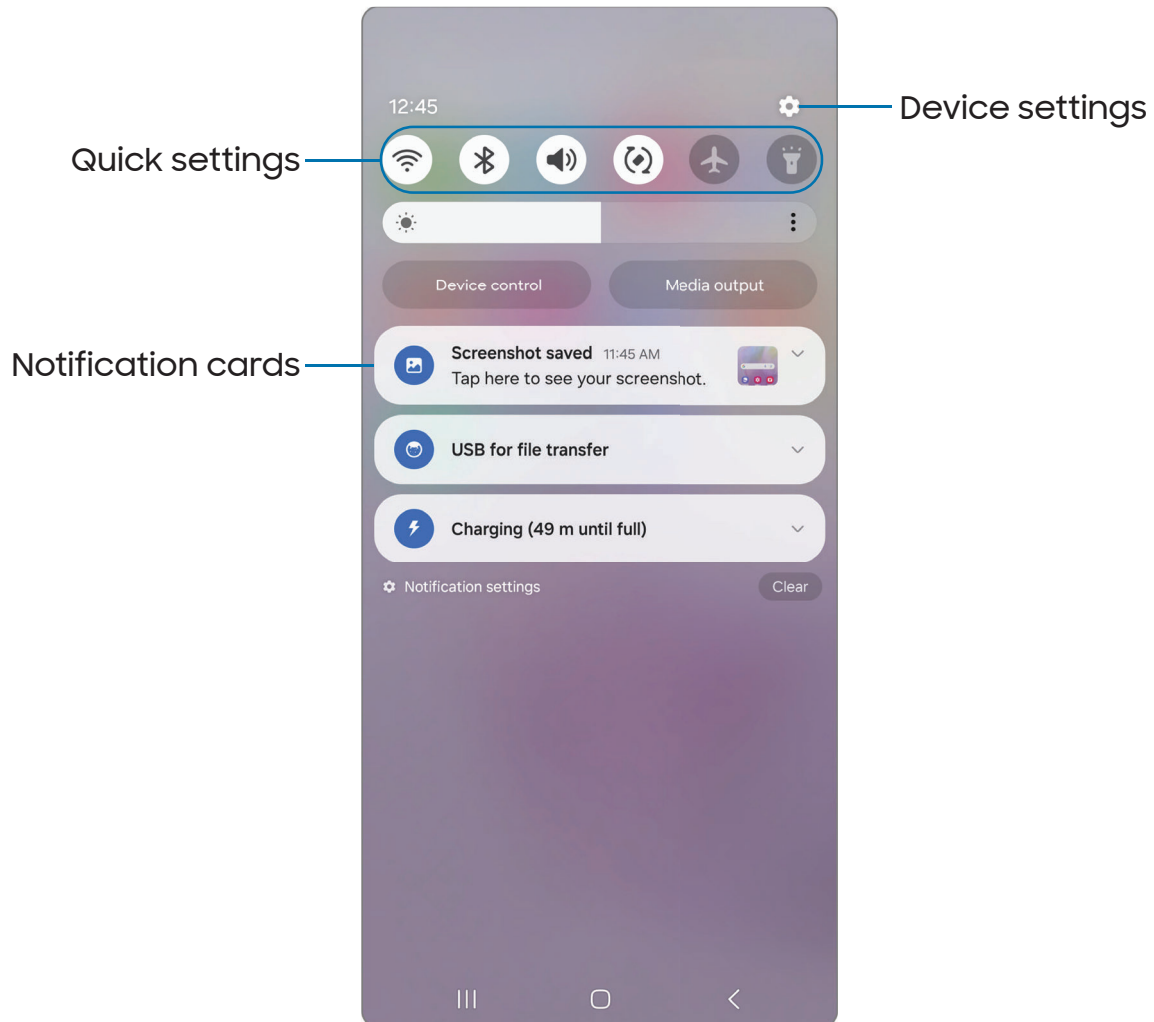 12:45
Device settings
Quick settings
Device control
Media output
Notification cards
Screenshot saved 11:45 AM
Tap here to see your screenshot.
USB for file transfer
Charging (49 m until full)
Notification settings
Clear